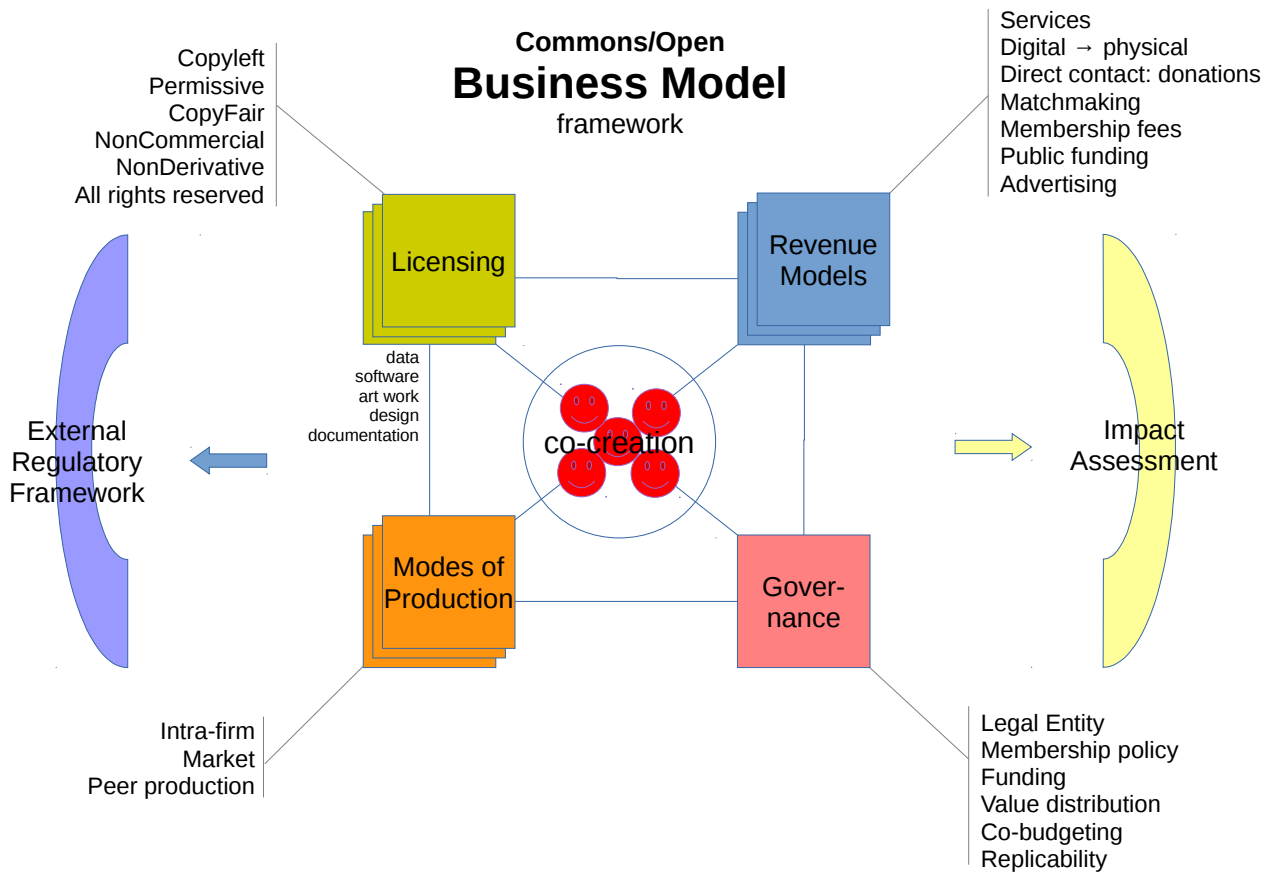 Commons/Open
Business Model
framework
Copyleft
Permissive
CopyFair
NonCommercial
NonDerivative
All rights reserved
Services
Digital → physical
Direct contact: donations
Matchmaking
Membership fees
Public funding
Advertising
Licensing
Revenue
Models
data
software
art work
design
documentation
co-creation
External
Regulatory
Framework
Impact
Assessment
Modes of
Production
Gover-
nance
Intra-firm
Market
Peer production
Legal Entity
Membership policy
Funding
Value distribution
Co-budgeting
Replicability